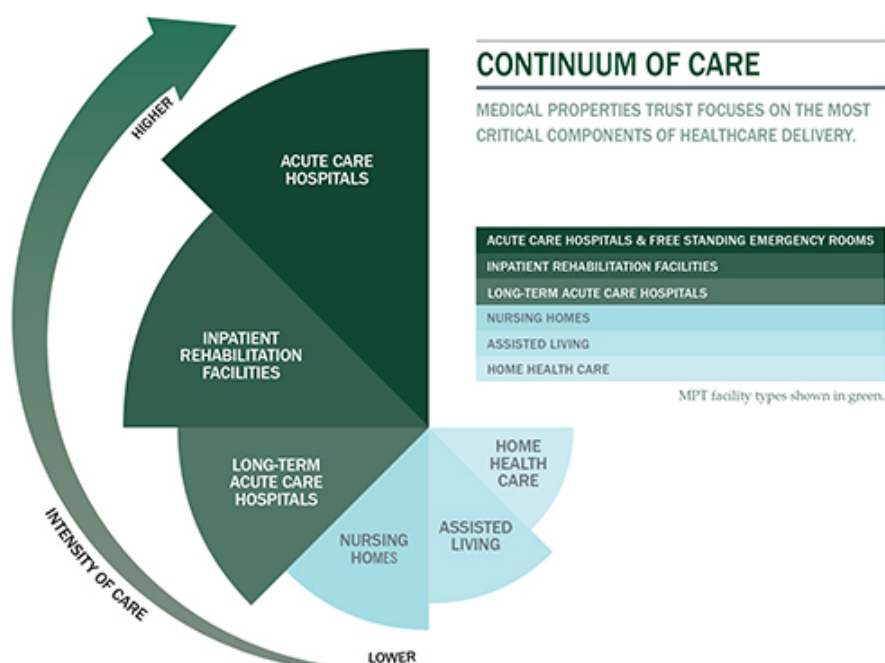 CONTINUUM OF CARE
MEDICAL PROPERTIES TRUST FOCUSES ON THE MOST
CRITICAL COMPONENTS OF HEALTHCARE DELIVERY.
HIGHER
ACUTE CARE
HOSPITALS
ACUTE CARE HOSPITALS & FREE STANDING EMERGENCY ROOMS
INPATIENT REHABILITATION FACILITIES
LONG-TERM ACUTE CARE HOSPITALS
NURSING HOMES
ASSISTED LIVING
HOME HEALTH CARE
MPT facility types shown in green.
INPATIENT
REHABILITATION
FACILITIES
LONG-TERM
ACUTE CARE
HOSPITALS
HOME
HEALTH
CARE
NURSING
HOMES
ASSISTED
LIVING
INTENSITY OF CARE
LOWER